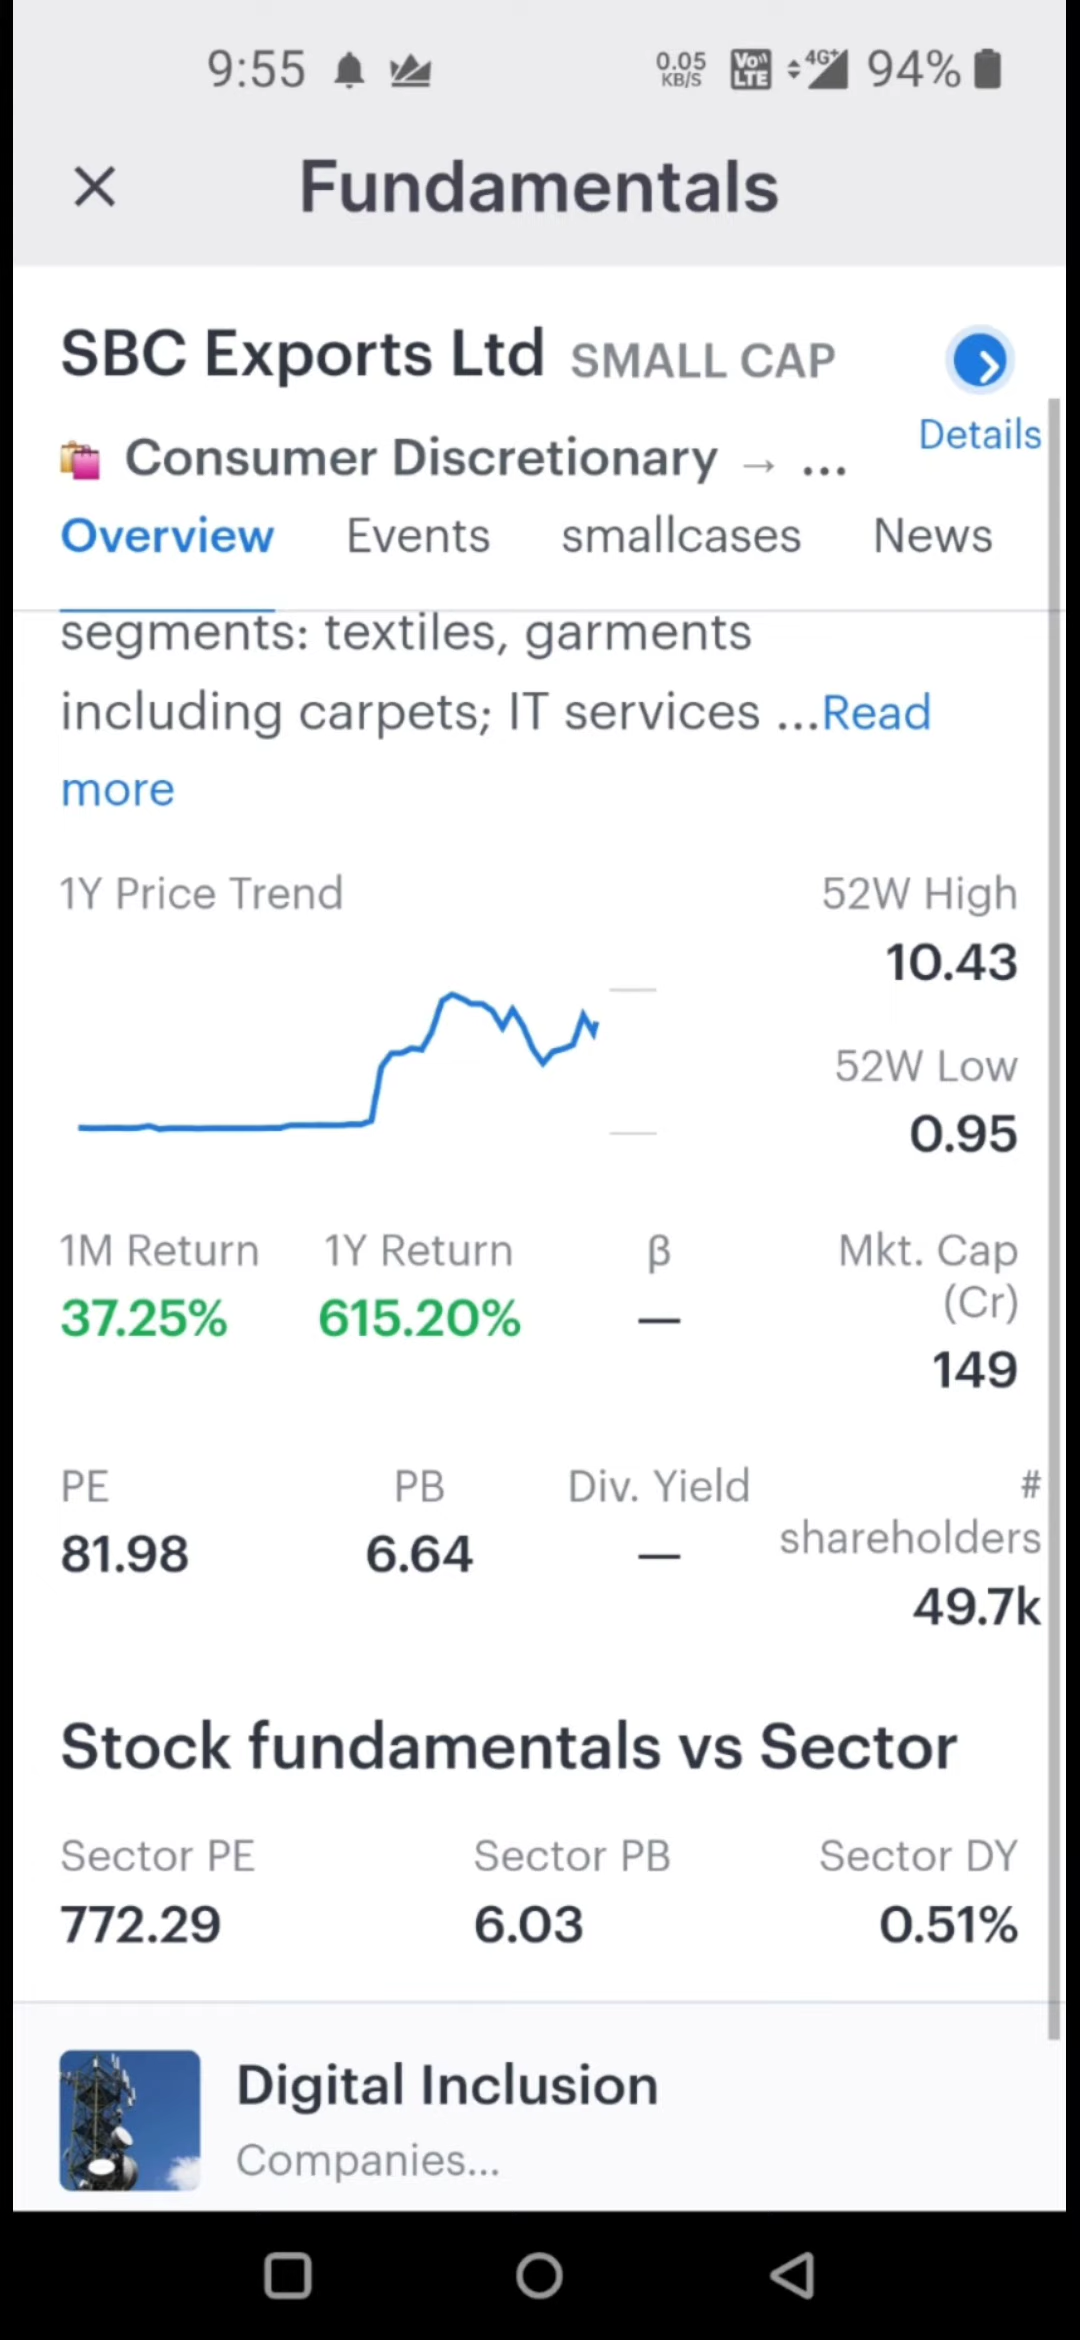 9:55 0.05 KB/S VoLTE 4G+ 94%
Fundamentals
SBC Exports Ltd SMALL CAP
Details
Consumer Discretionary → ...
Overview Events smallcases News
segments: textiles, garments
including carpets; IT services ...Read
more
1Y Price Trend 52W High
10.43
52W Low
0.95
1M Return 1Y Return β Mkt. Cap
(Cr)
37.25% 615.20% —
149
PE PB Div. Yield #
shareholders
81.98 6.64 —
49.7k
Stock fundamentals vs Sector
Sector PE Sector PB Sector DY
772.29 6.03 0.51%
Digital Inclusion
Companies...